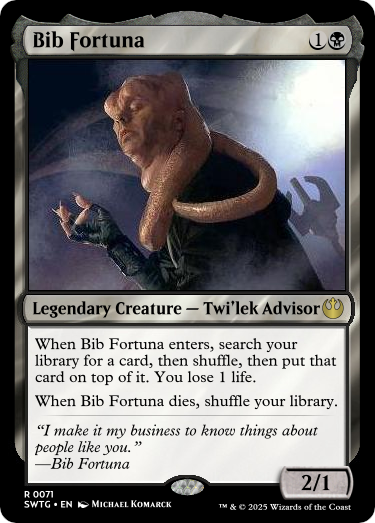 Bib Fortuna 1
Legendary Creature — Twi'lek Advisor
When Bib Fortuna enters, search your
library for a card, then shuffle, then put that
card on top of it. You lose 1 life.
When Bib Fortuna dies, shuffle your library.
"I make it my business to know things about
people like you."
—Bib Fortuna
2/1
R 0071
SWTG • EN Michael Komarck
™ & © 2025 Wizards of the Coast